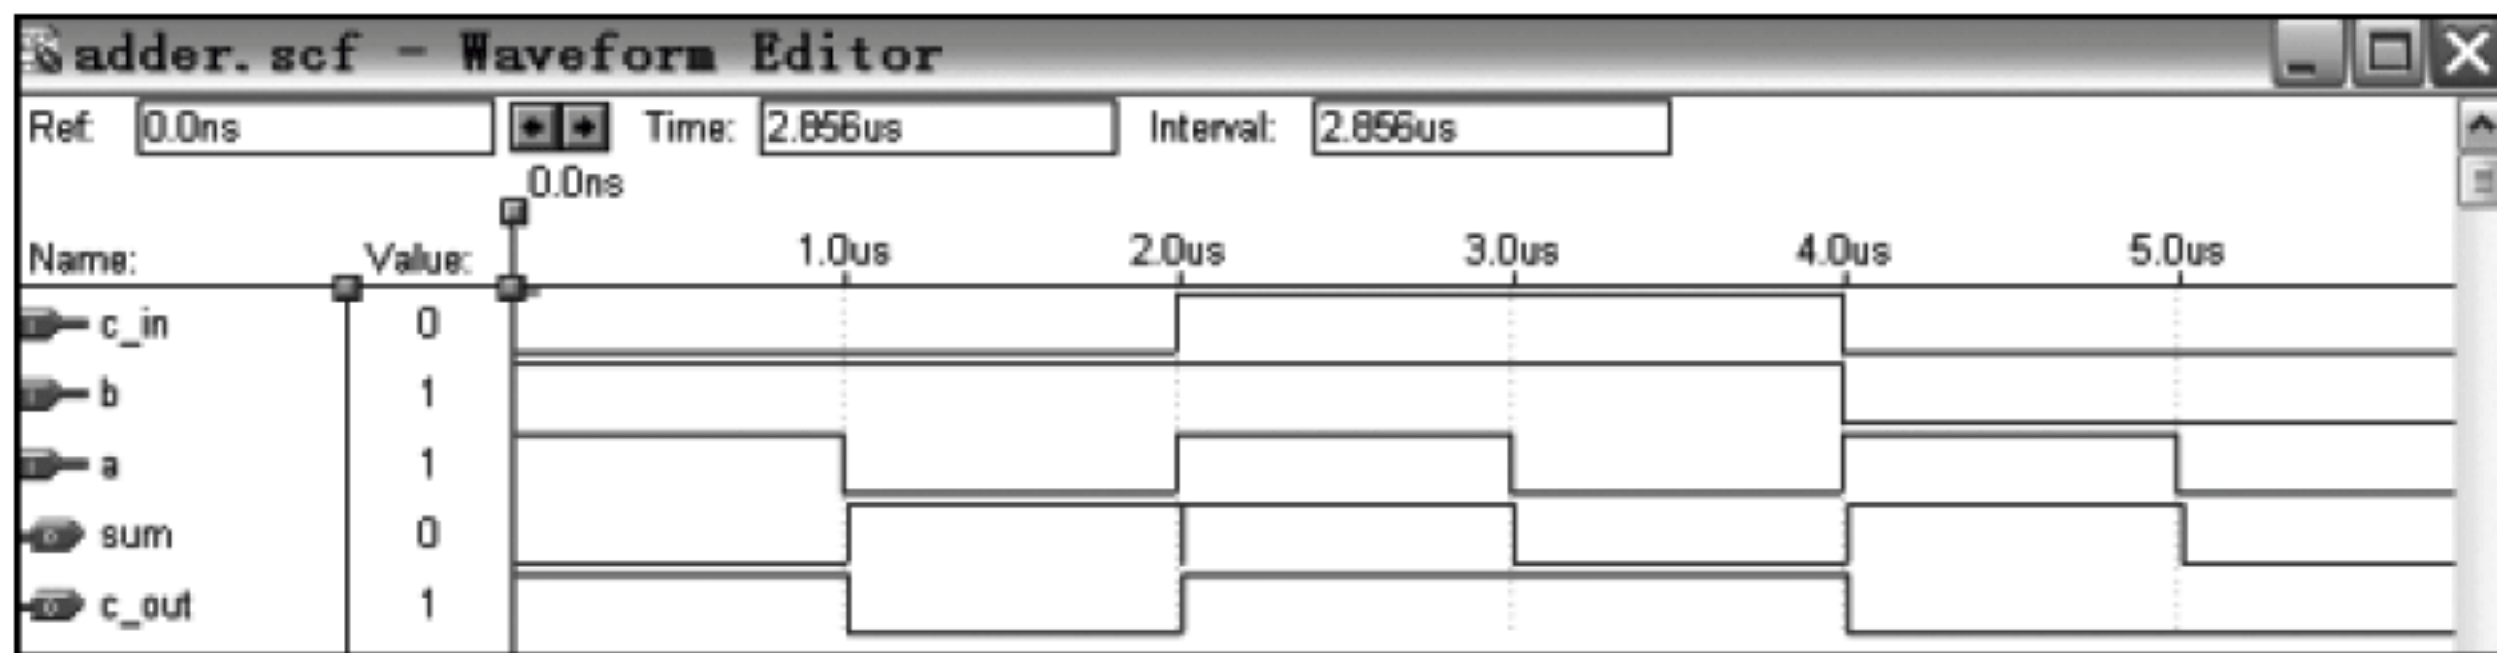 adder.scf - Waveform Editor
Ref: 0.0ns Time: 2.856us Interval: 2.856us
0.0ns
Name: Value: 1.0us 2.0us 3.0us 4.0us 5.0us
c_in 0
b 1
a 1
sum 0
c_out 1